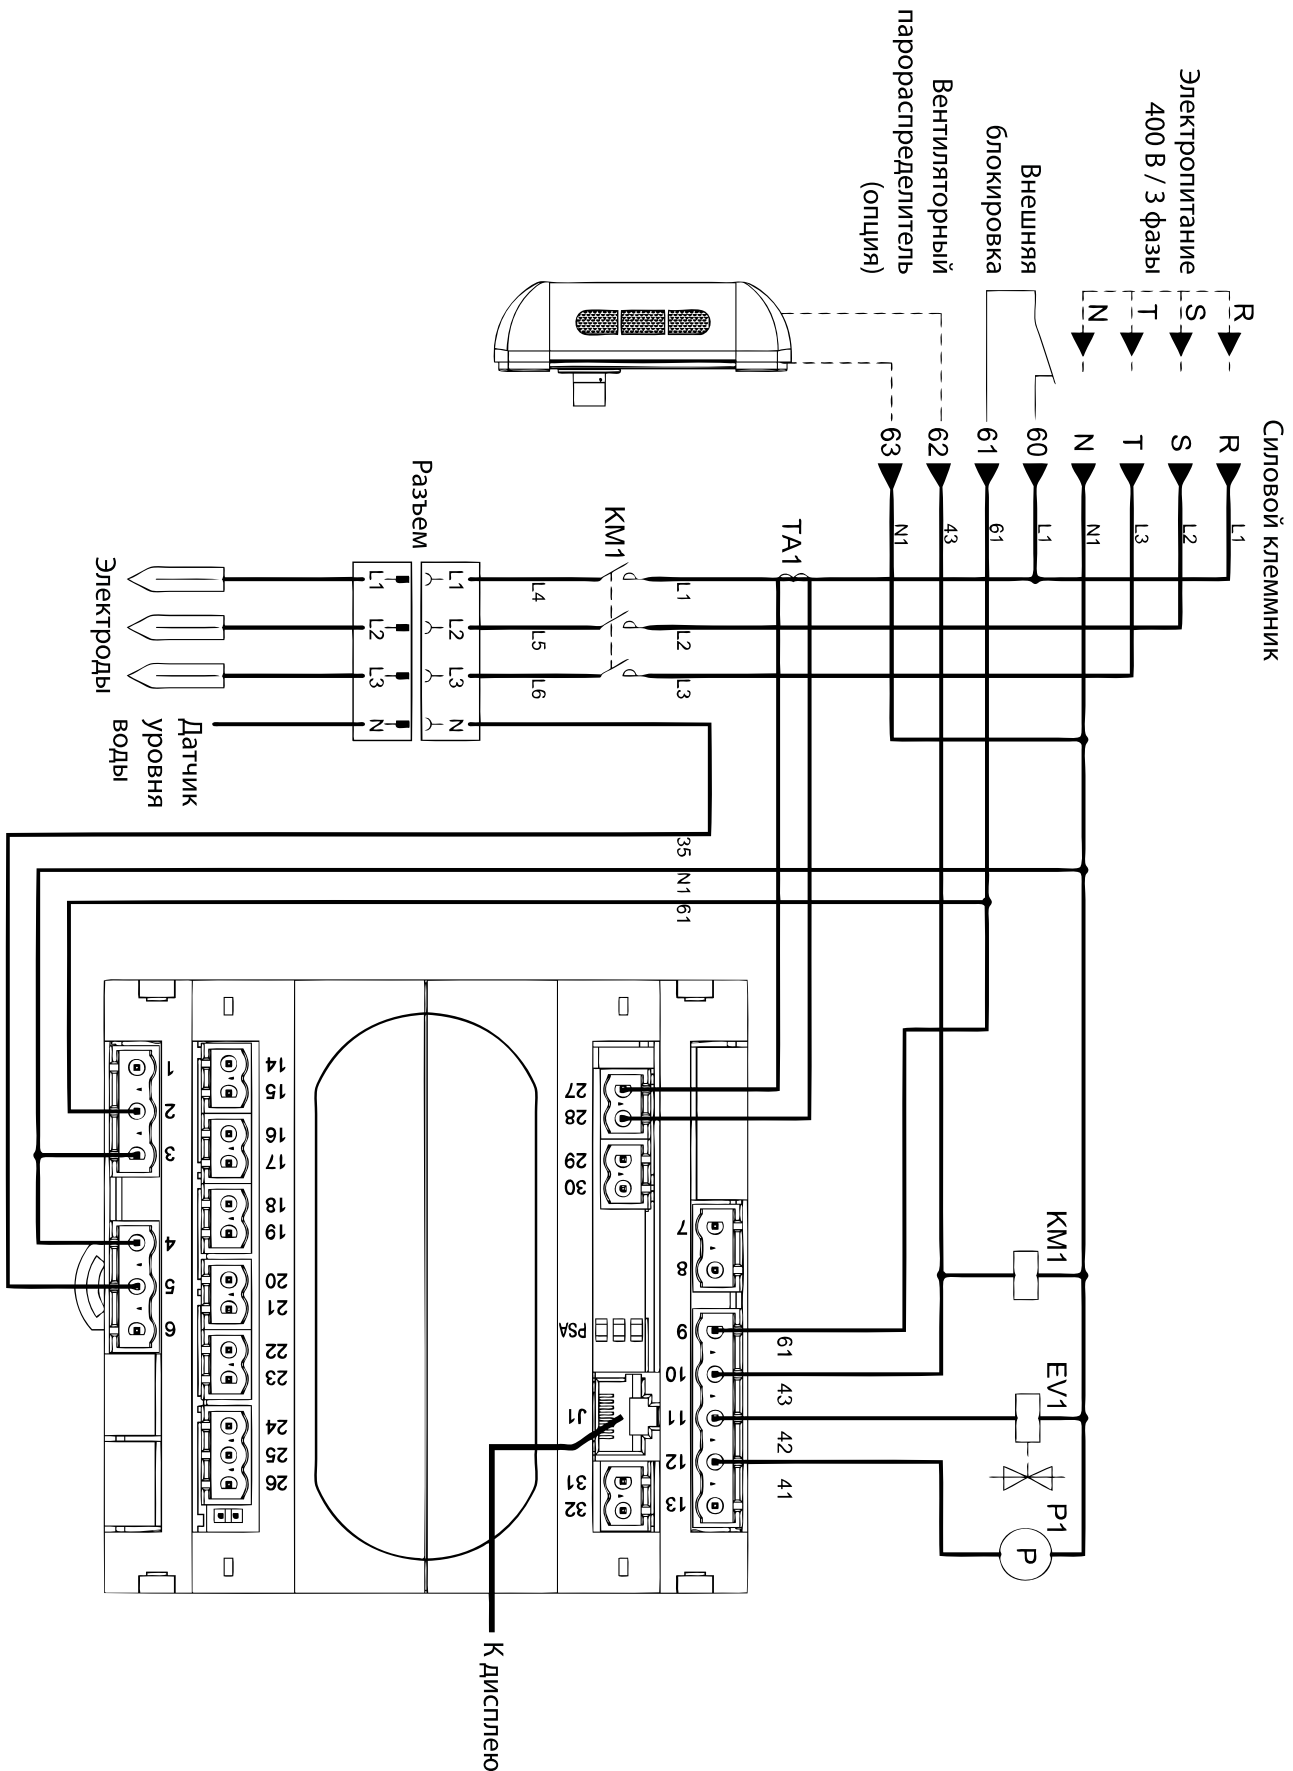 Силовой клеммник
Электропитание
400 В / 3 фазы
R
S
T
N
R
S
T
N
60
61
62
63
L1
L2
L3
N1
L1
61
43
N1
Внешняя
блокировка
Вентиляторный
парораспределитель
(опция)
TA1
L1
L2
L3
KM1
L4
L5
L6
Разъем
L1
L2
L3
N
L1
L2
L3
N
Электроды
Датчик
уровня
воды
35
N1
61
KM1
EV1
P1
P
61
43
42
41
7
8
9
10
11
12
13
27
28
29
30
PSA
J1
31
32
14
15
16
17
18
19
20
21
22
23
24
25
26
1
2
3
4
5
6
К дисплею